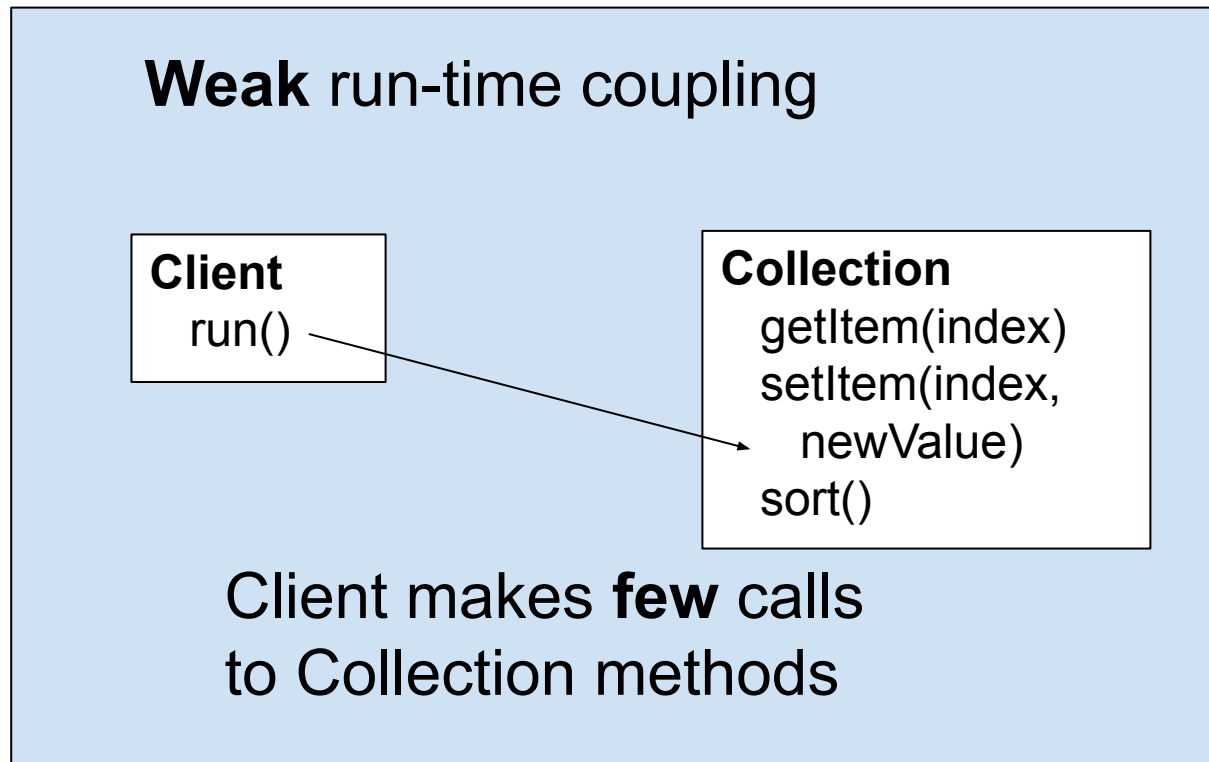 Weak run-time coupling
Client
run()
Collection
getItem(index)
setItem(index,
newValue)
sort()
Client makes few calls
to Collection methods